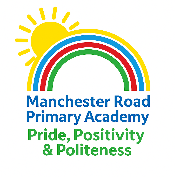 Manchester Road
Primary Academy
Pride, Positivity
& Politeness